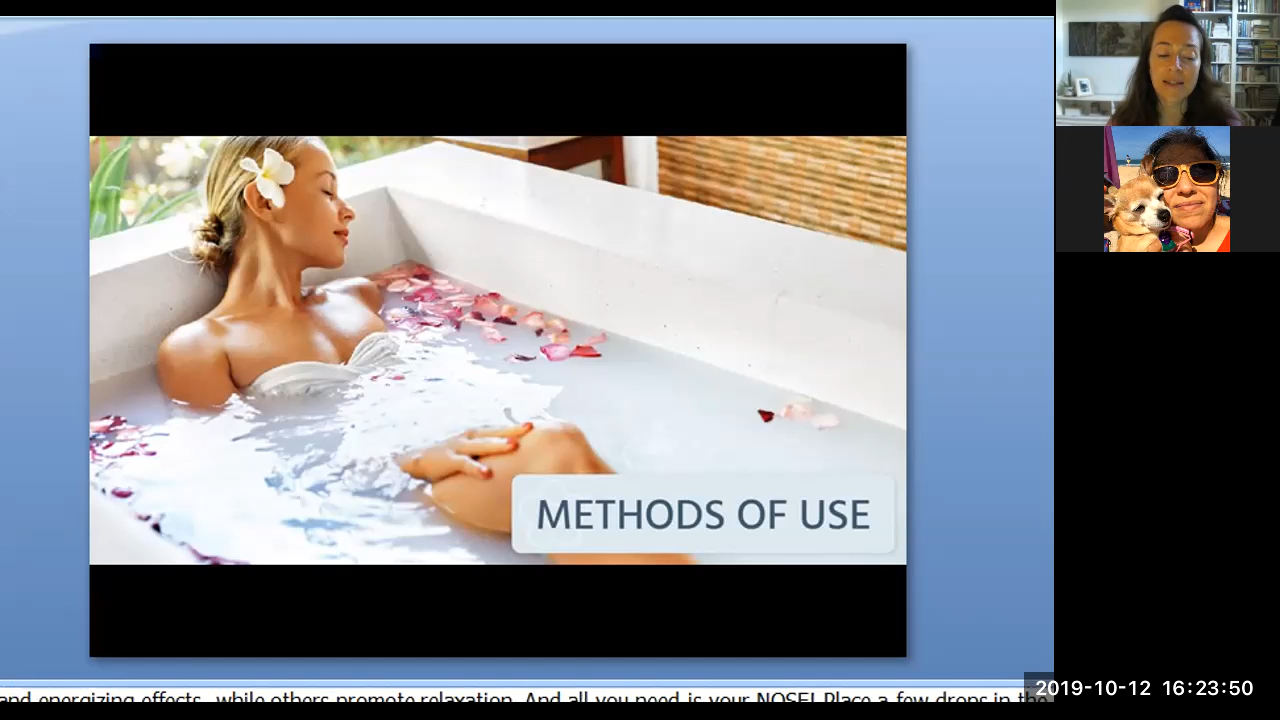 METHODS OF USE
and energizing effects, while others promote relaxation. And all you need is your NOSE! Place a few drops in the
2019-10-12 16:23:50